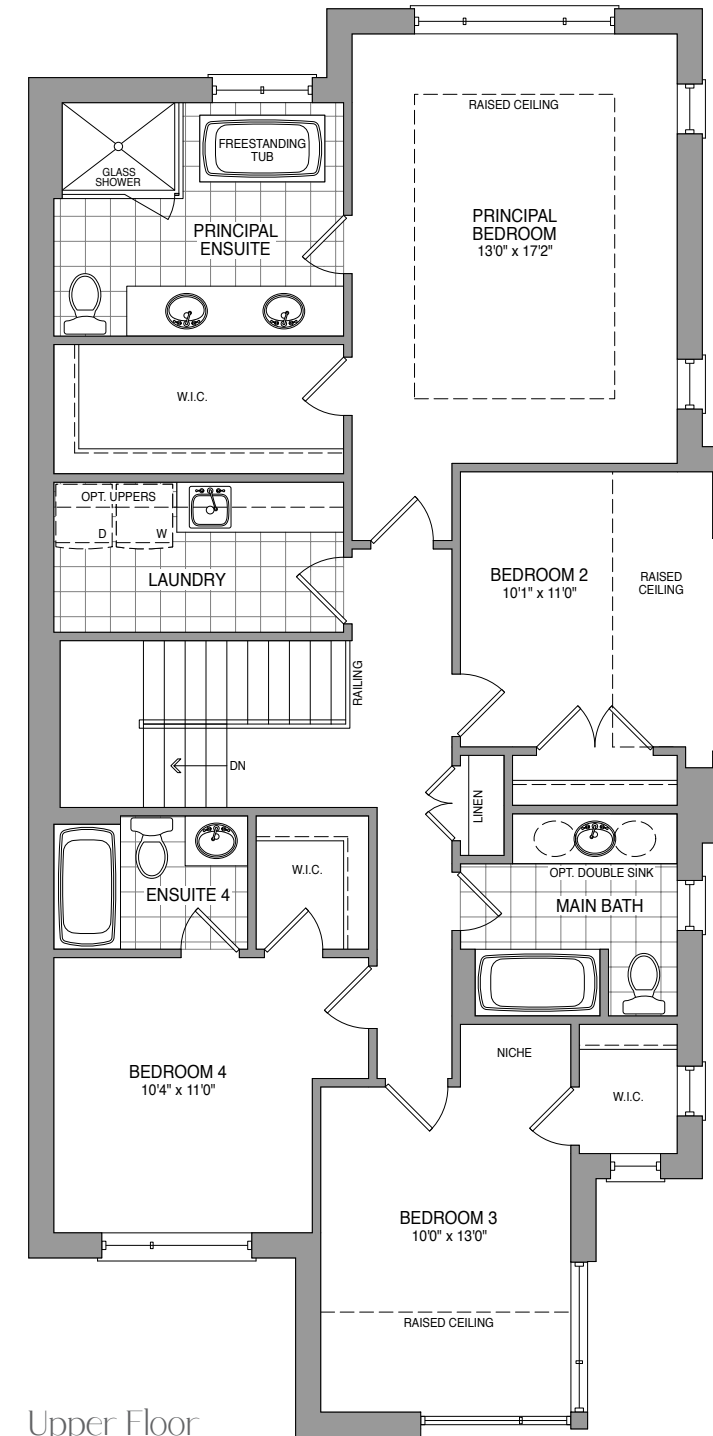 RAISED CEILING
FREESTANDING
TUB
GLASS
SHOWER
PRINCIPAL
ENSUITE
PRINCIPAL
BEDROOM
13'0" x 17'2"
W.I.C.
OPT. UPPERS
D
W
LAUNDRY
BEDROOM 2
10'1" x 11'0"
RAISED
CEILING
RAILING
DN
LINEN
W.I.C.
ENSUITE 4
OPT. DOUBLE SINK
MAIN BATH
BEDROOM 4
10'4" x 11'0"
NICHE
W.I.C.
BEDROOM 3
10'0" x 13'0"
RAISED CEILING
Upper Floor